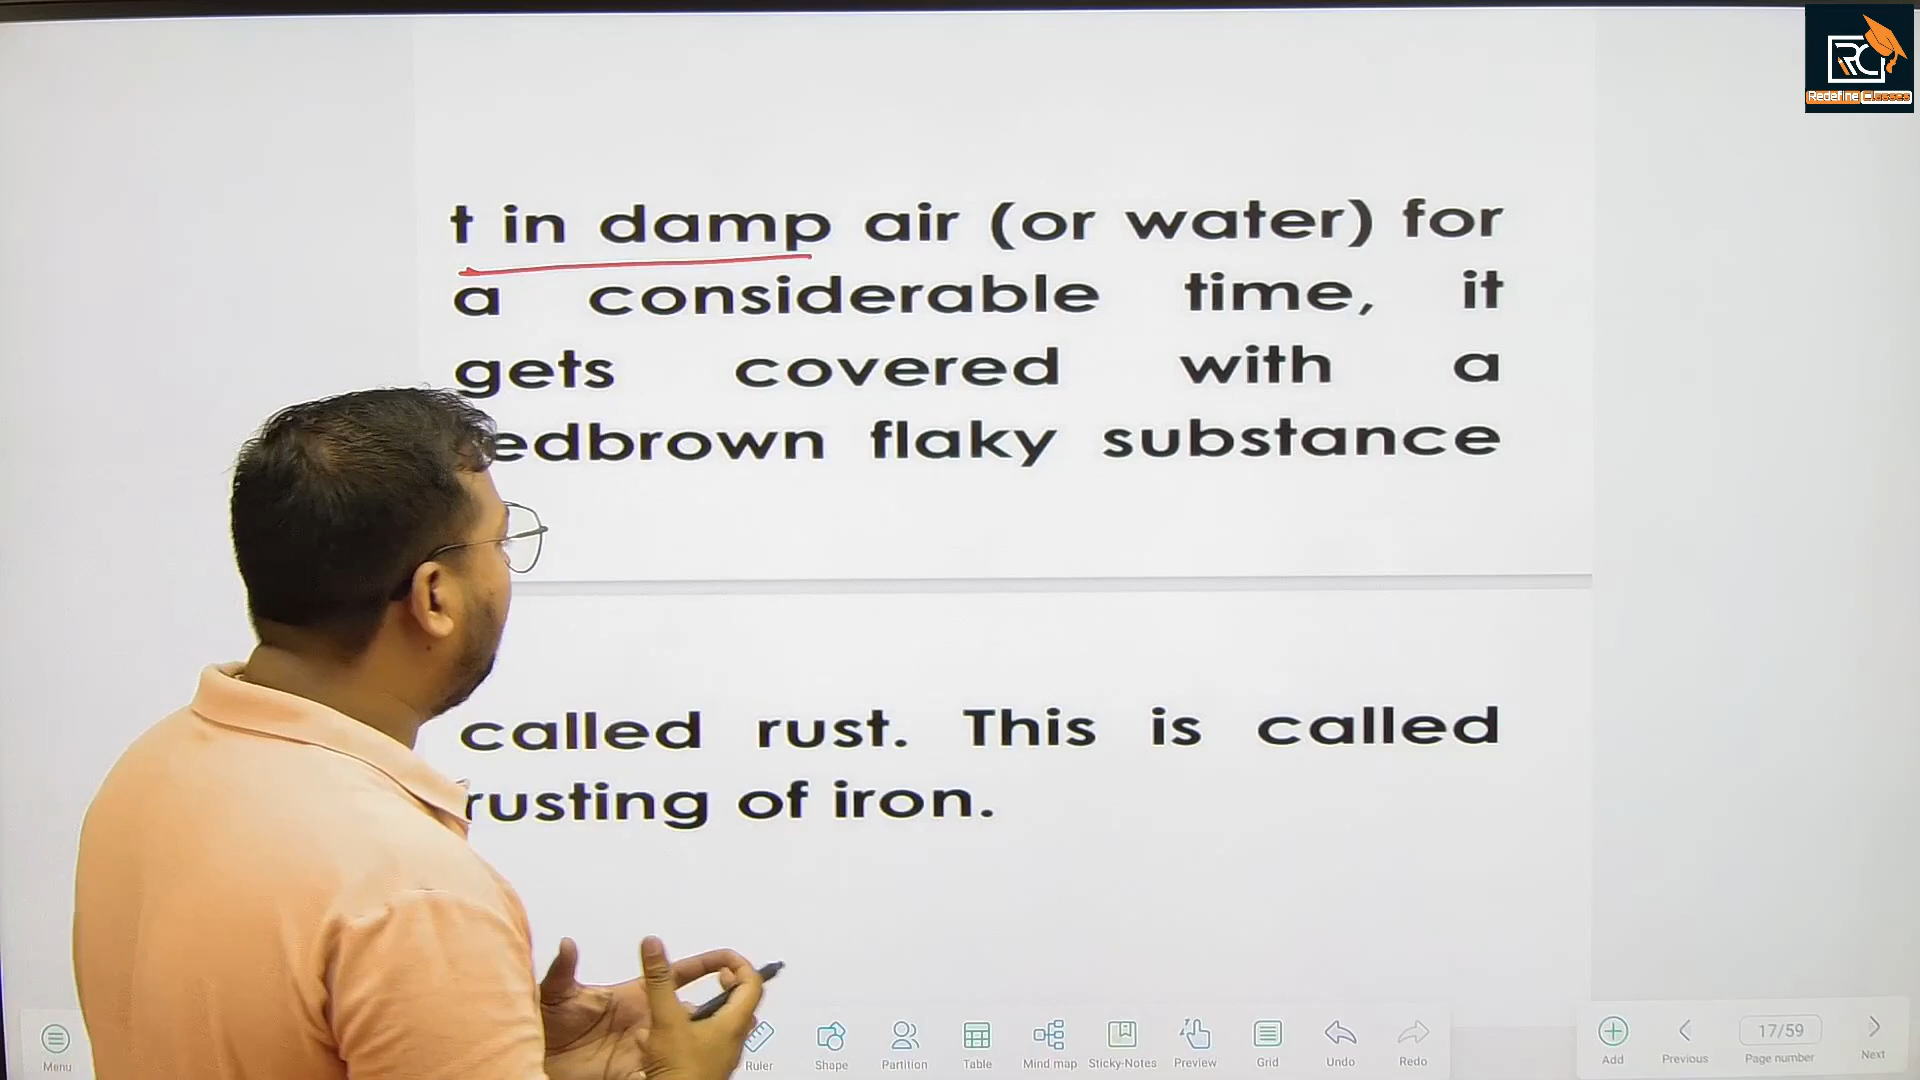 RC
Redefine Classes
t in damp air (or water) for
a considerable time, it
gets covered with a
edbrown flaky substance
called rust. This is called
rusting of iron.
Menu
Ruler
Shape
Partition
Table
Mind map
Sticky-Notes
Preview
Grid
Undo
Redo
Add
Previous
17/59
Page number
Next